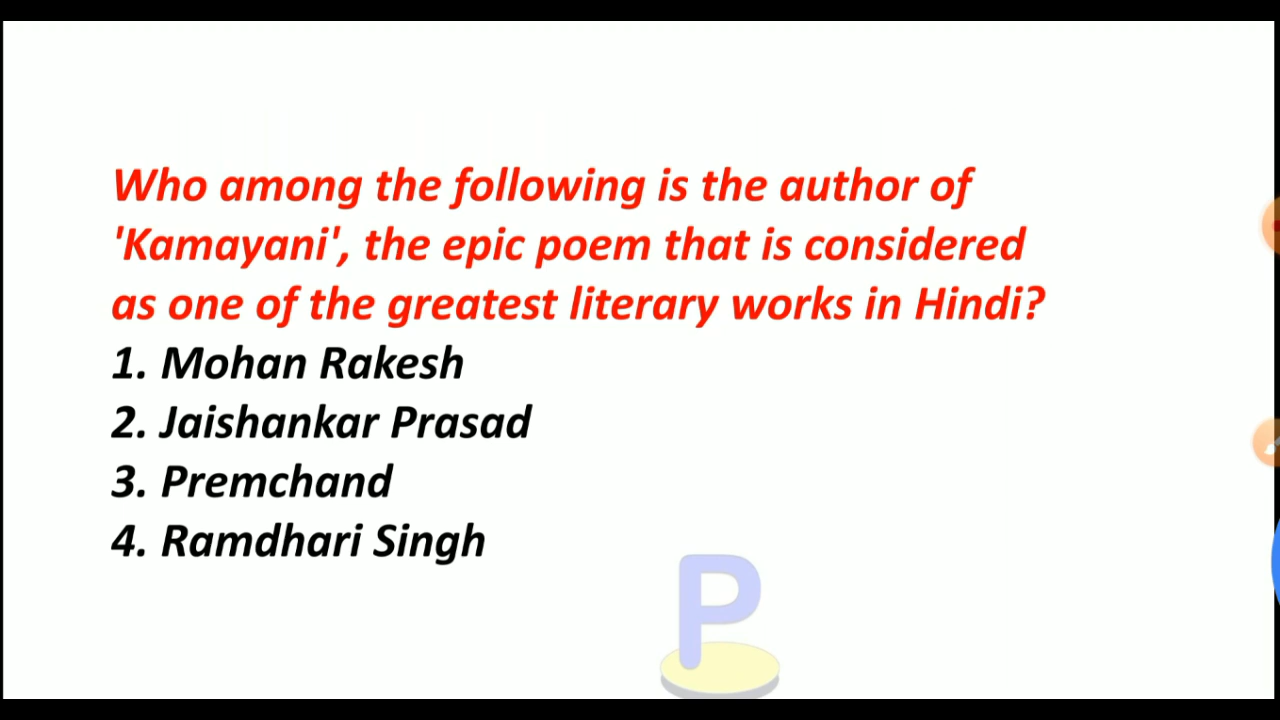 Who among the following is the author of
'Kamayani', the epic poem that is considered
as one of the greatest literary works in Hindi?
1. Mohan Rakesh
2. Jaishankar Prasad
3. Premchand
4. Ramdhari Singh
P